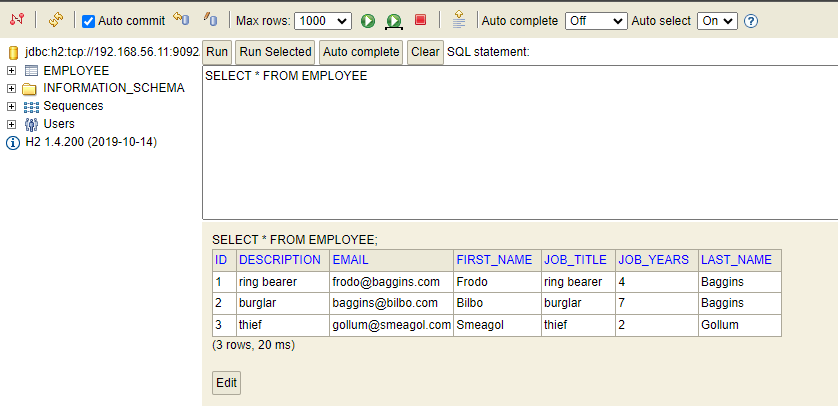 Auto commit Max rows: 1000 Auto complete Off Auto select On ?
jdbc:h2:tcp://192.168.56.11:9092
EMPLOYEE
INFORMATION_SCHEMA
Sequences
Users
H2 1.4.200 (2019-10-14)
Run Run Selected Auto complete Clear SQL statement:
SELECT * FROM EMPLOYEE
SELECT * FROM EMPLOYEE;
ID DESCRIPTION EMAIL FIRST_NAME JOB_TITLE JOB_YEARS LAST_NAME
1 ring bearer frodo@baggins.com Frodo ring bearer 4 Baggins
2 burglar baggins@bilbo.com Bilbo burglar 7 Baggins
3 thief gollum@smeagol.com Smeagol thief 2 Gollum
(3 rows, 20 ms)
Edit